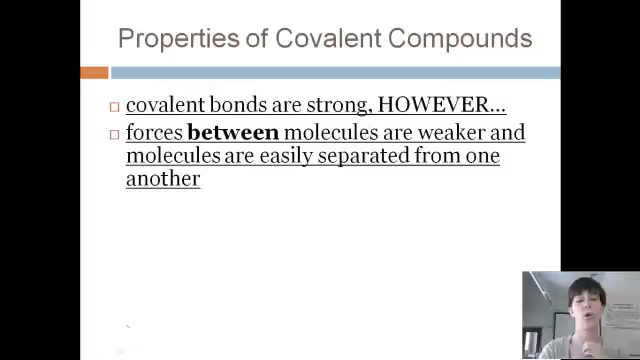 Properties of Covalent Compounds
covalent bonds are strong, HOWEVER…
forces between molecules are weaker and
molecules are easily separated from one
another